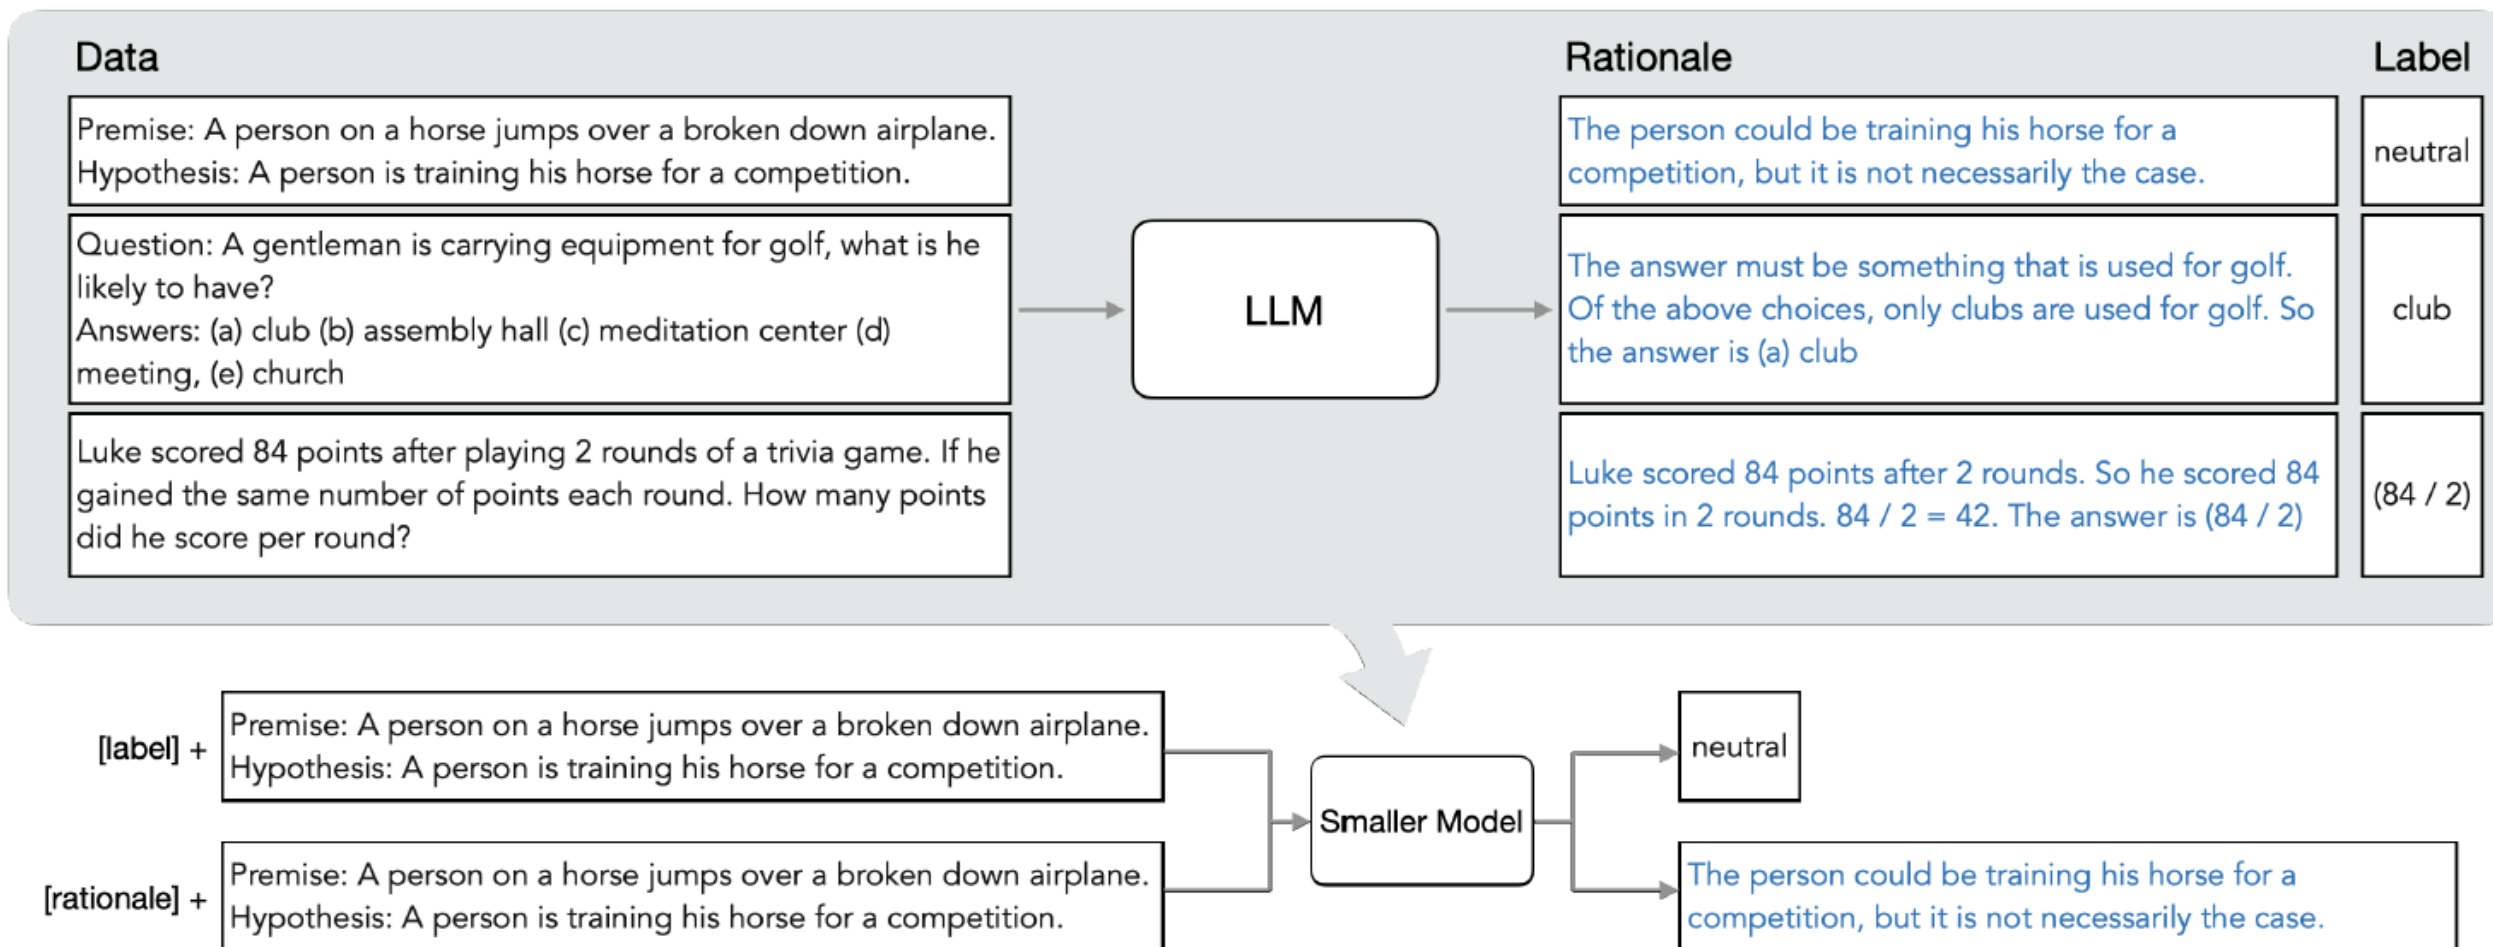 Data
Rationale
Label
Premise: A person on a horse jumps over a broken down airplane.
Hypothesis: A person is training his horse for a competition.
The person could be training his horse for a
competition, but it is not necessarily the case.
neutral
Question: A gentleman is carrying equipment for golf, what is he
likely to have?
Answers: (a) club (b) assembly hall (c) meditation center (d)
meeting, (e) church
LLM
The answer must be something that is used for golf.
Of the above choices, only clubs are used for golf. So
the answer is (a) club
club
Luke scored 84 points after playing 2 rounds of a trivia game. If he
gained the same number of points each round. How many points
did he score per round?
Luke scored 84 points after 2 rounds. So he scored 84
points in 2 rounds. 84 / 2 = 42. The answer is (84 / 2)
(84 / 2)
[label] +
Premise: A person on a horse jumps over a broken down airplane.
Hypothesis: A person is training his horse for a competition.
neutral
Smaller Model
[rationale] +
Premise: A person on a horse jumps over a broken down airplane.
Hypothesis: A person is training his horse for a competition.
The person could be training his horse for a
competition, but it is not necessarily the case.